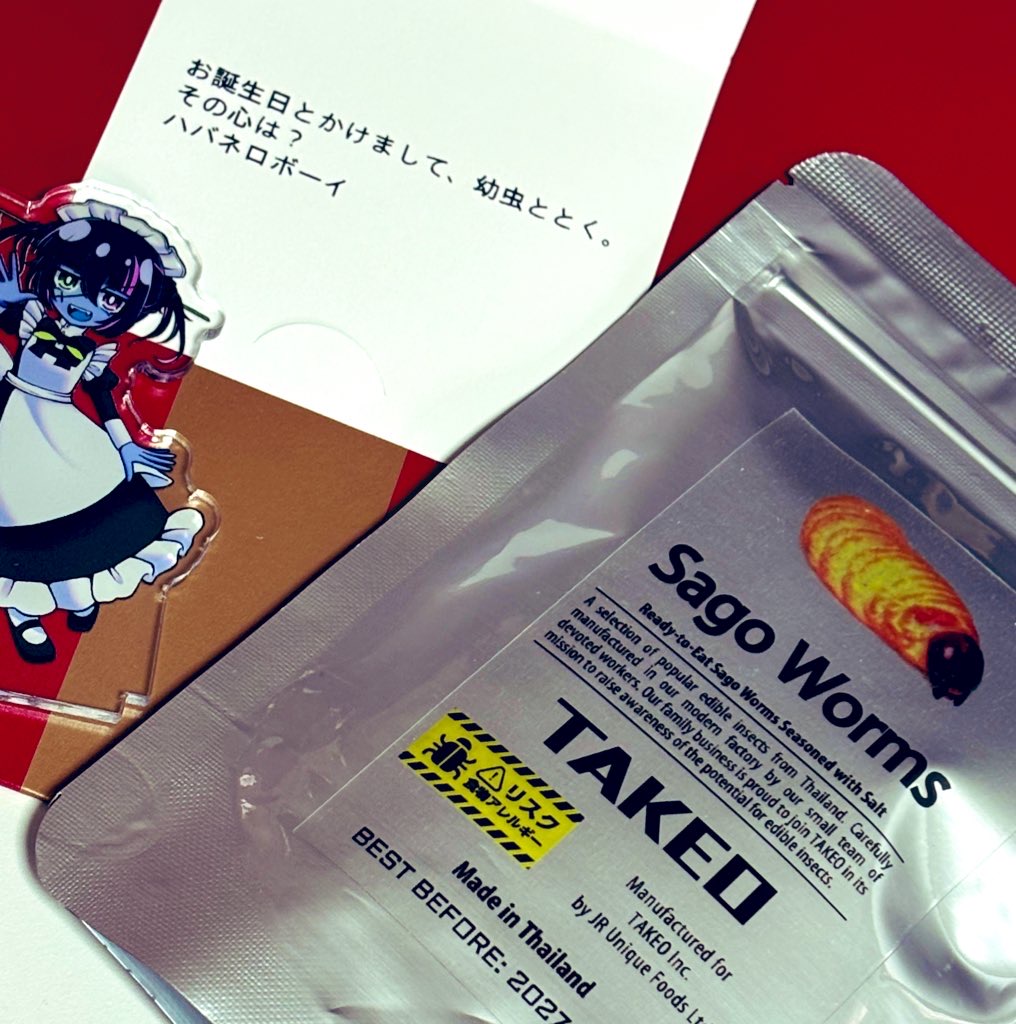 お誕生日とかけまして、幼虫ととく。
その心は？
ハバネロボーイ
Sago Worms
Ready-to-Eat Sago Worms Seasoned with Salt
A selection of popular edible insects from Thailand. Carefully
manufactured in our modern factory by our small team of
devoted workers. Our family business is proud to join TAKEO in its
mission to raise awareness of the potential for edible insects.
TAKEO
リスク
食物アレルギー
Manufactured for
TAKEO Inc.
by JR Unique Foods Lt
Made in Thailand
BEST BEFORE: 2027